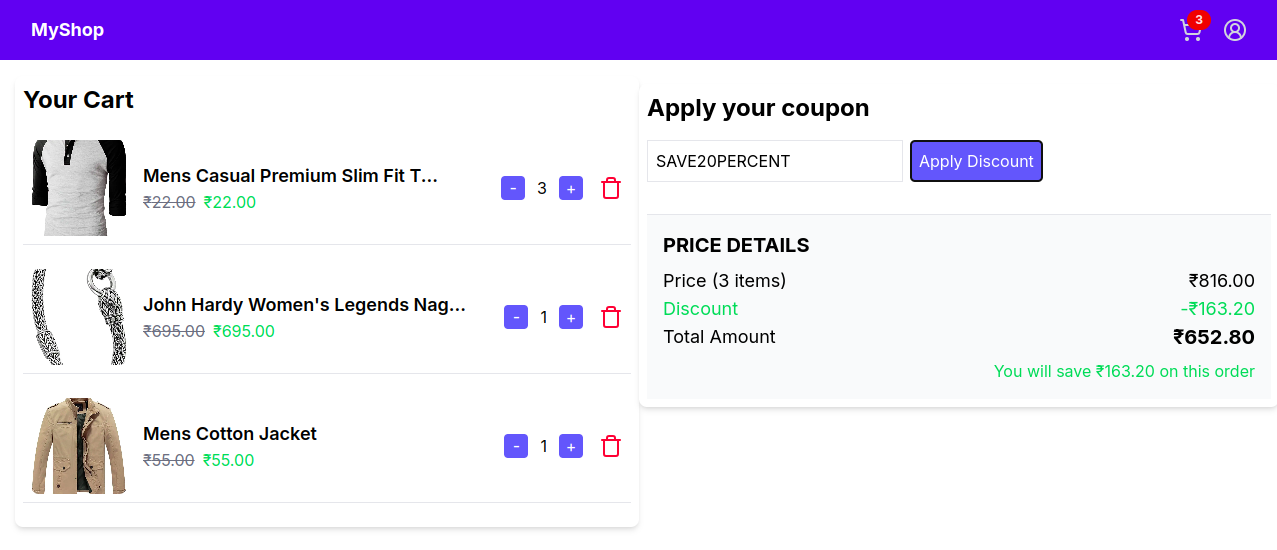 MyShop
3
Your Cart
Mens Casual Premium Slim Fit T...
₹22.00 ₹22.00
- 3 +
John Hardy Women's Legends Nag...
₹695.00 ₹695.00
- 1 +
Mens Cotton Jacket
₹55.00 ₹55.00
- 1 +
Apply your coupon
SAVE20PERCENT
Apply Discount
PRICE DETAILS
Price (3 items) ₹816.00
Discount -₹163.20
Total Amount ₹652.80
You will save ₹163.20 on this order